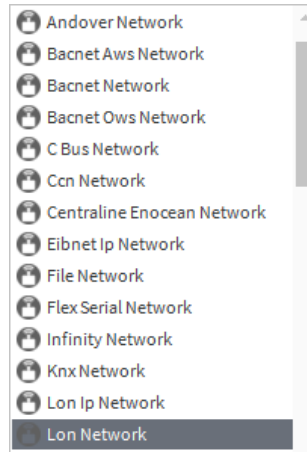 Andover Network
Bacnet Aws Network
Bacnet Network
Bacnet Ows Network
C Bus Network
Ccn Network
Centraline Enocean Network
Eibnet Ip Network
File Network
Flex Serial Network
Infinity Network
Knx Network
Lon Ip Network
Lon Network